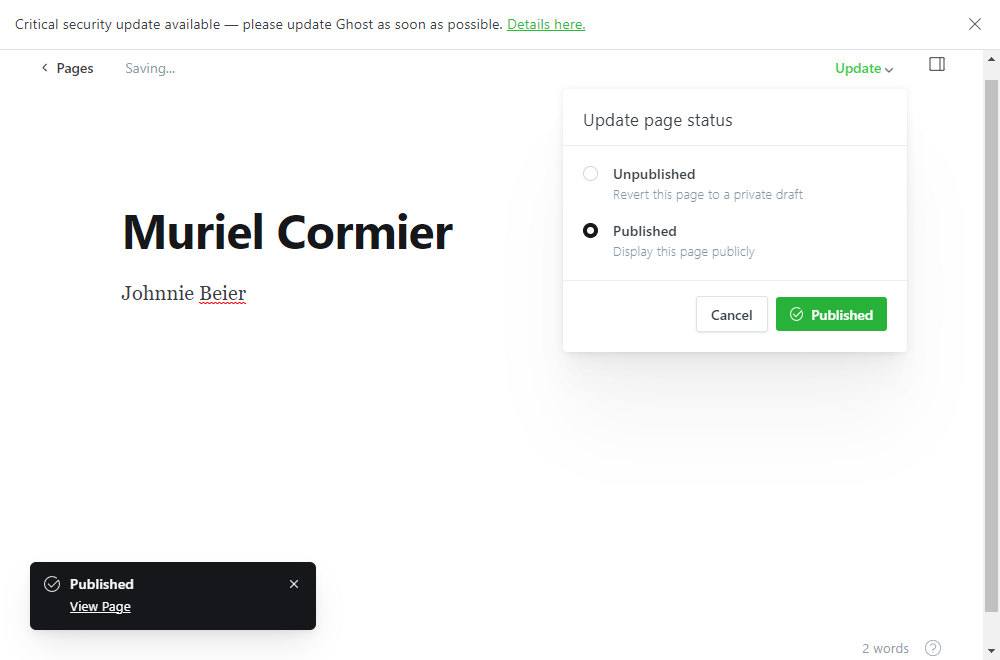 Critical security update available — please update Ghost as soon as possible. Details here.
Pages
Saving...
Update
Update page status
Unpublished
Revert this page to a private draft
Published
Display this page publicly
Cancel
Published
Muriel Cormier
Johnnie Beier
Published
View Page
2 words
?